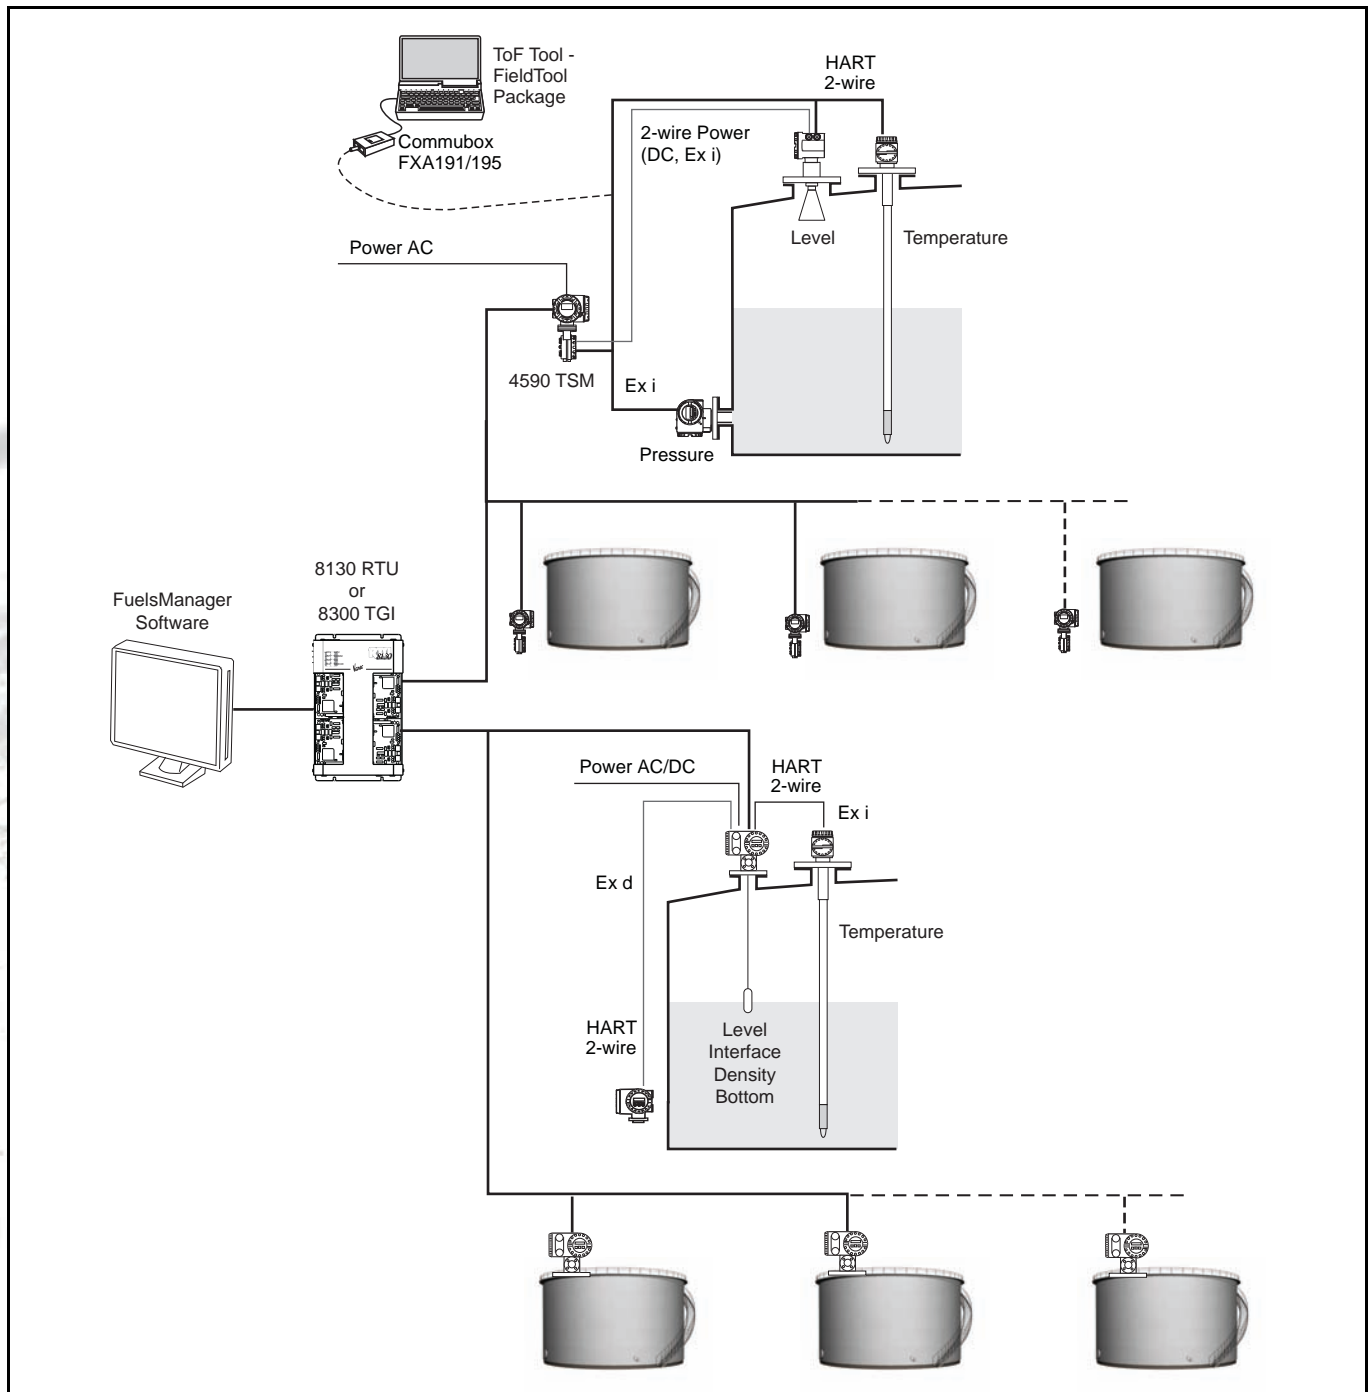 ToF Tool -
FieldTool
Package
Commubox
FXA191/195
HART
2-wire
2-wire Power
(DC, Ex i)
Level
Temperature
Power AC
4590 TSM
Ex i
Pressure
8130 RTU
or
8300 TGI
FuelsManager
Software
Power AC/DC
HART
2-wire
Ex i
Ex d
Temperature
HART
2-wire
Level
Interface
Density
Bottom